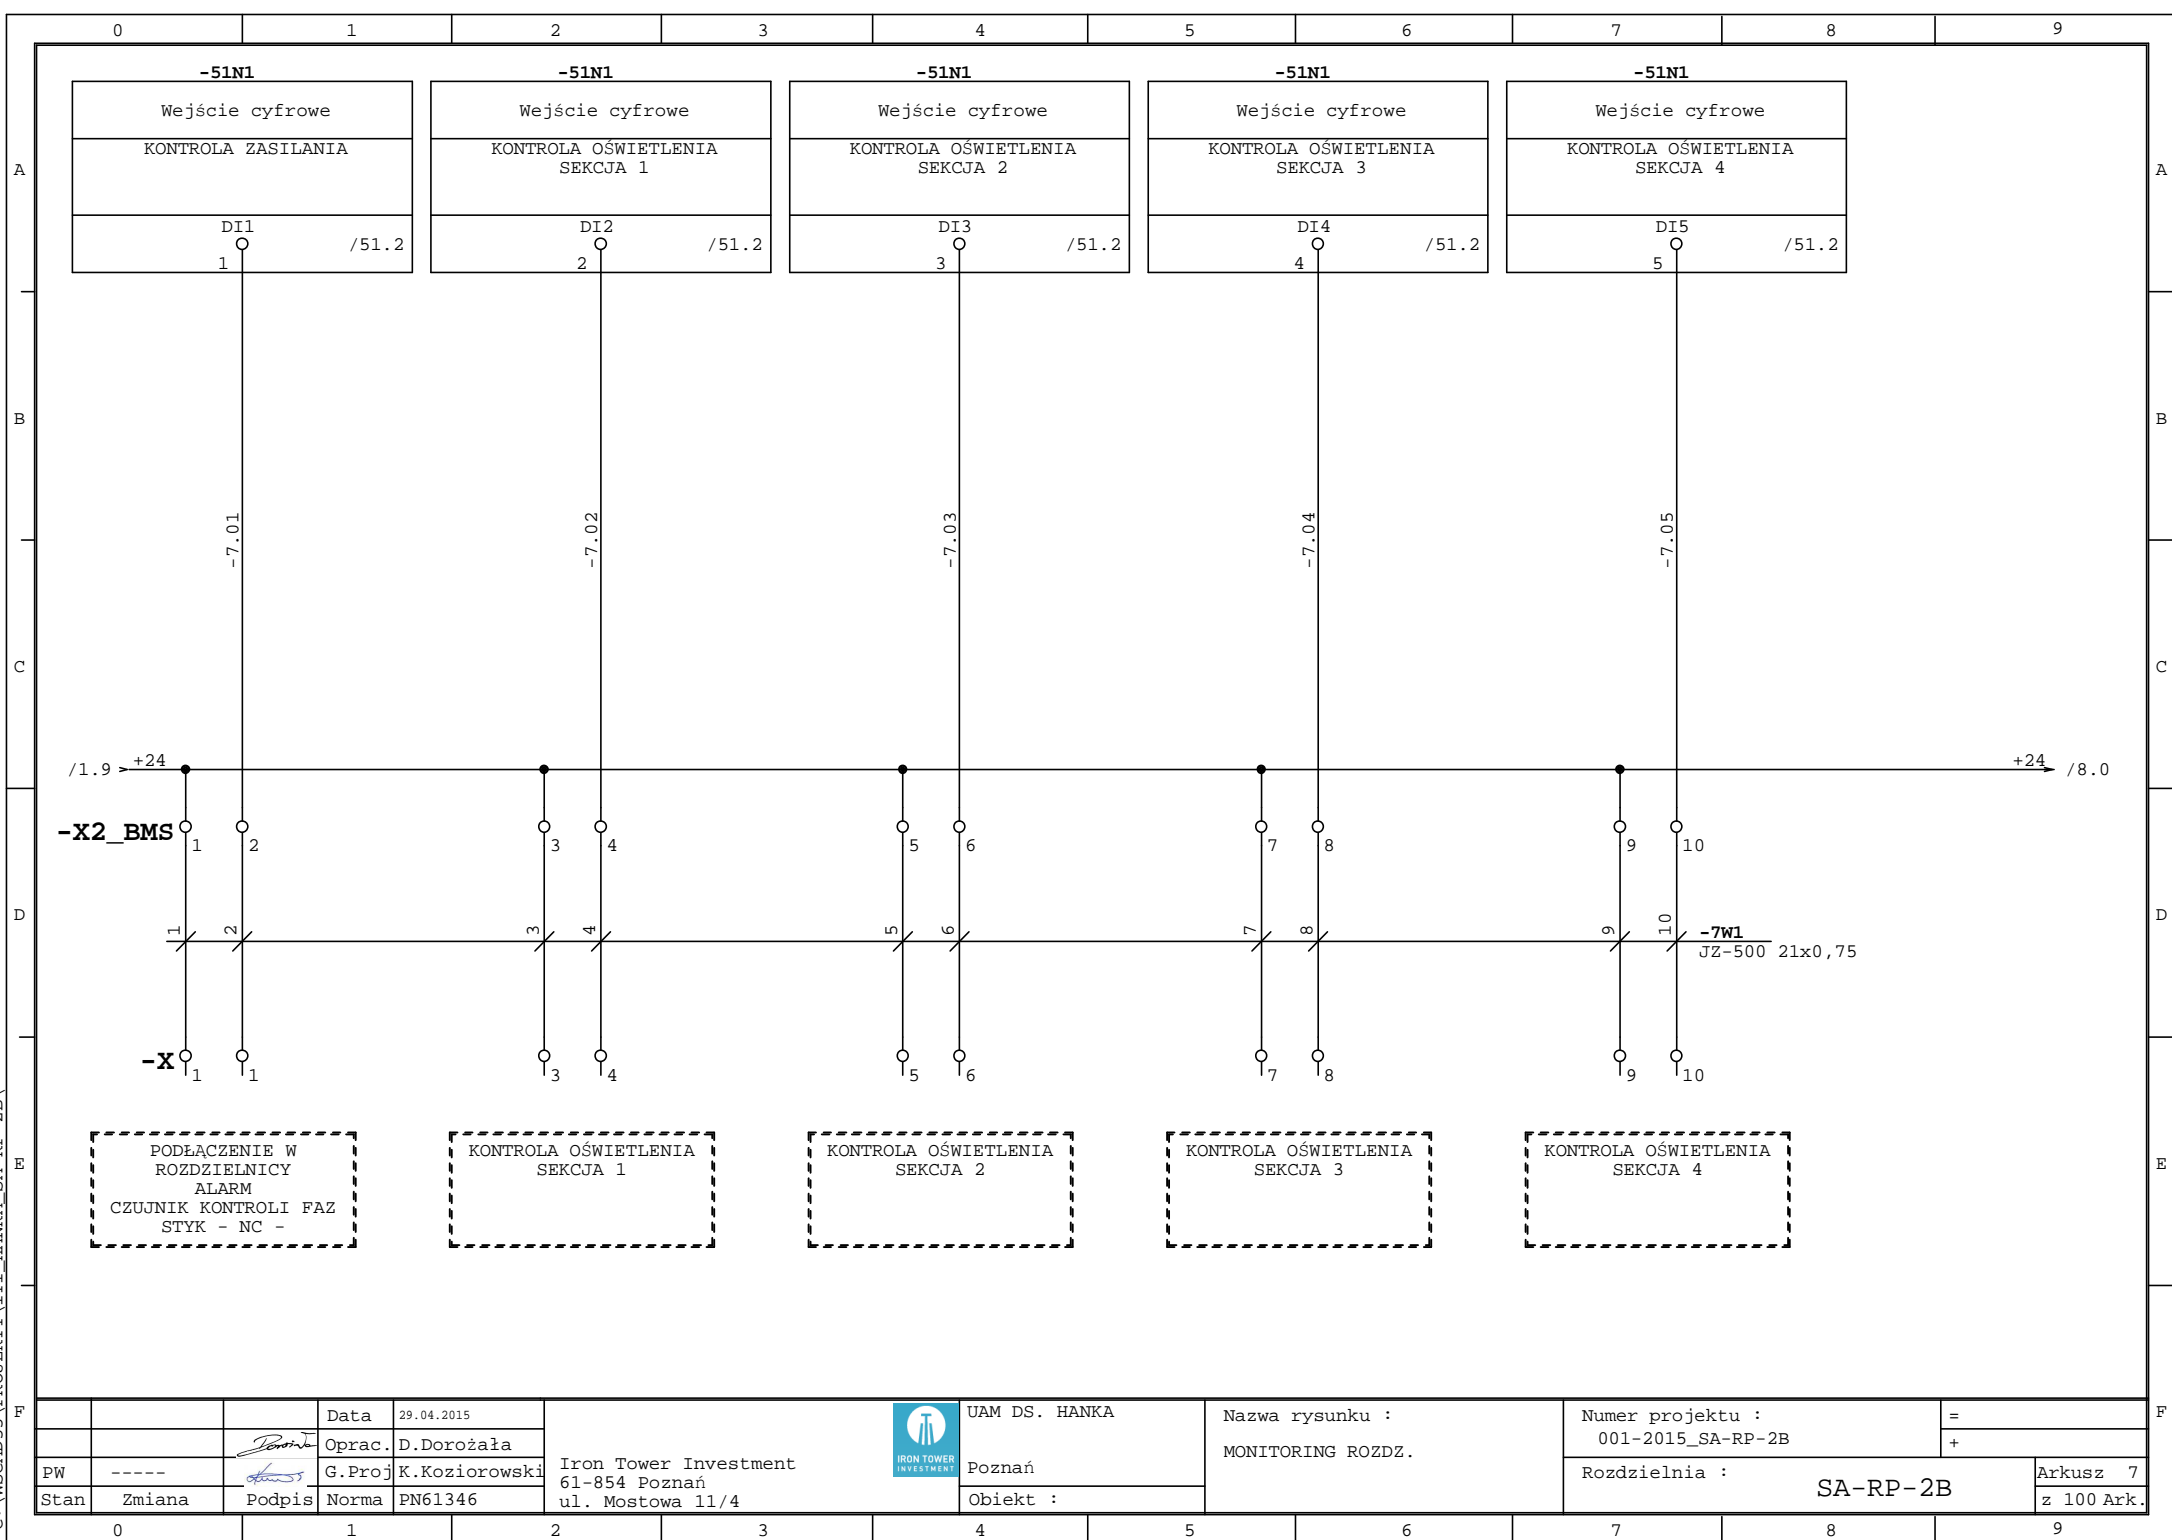 0 1 2 3 4 5 6 7 8 9
-51N1 -51N1 -51N1 -51N1 -51N1
Wejście cyfrowe Wejście cyfrowe Wejście cyfrowe Wejście cyfrowe Wejście cyfrowe
KONTROLA ZASILANIA KONTROLA OŚWIETLENIA KONTROLA OŚWIETLENIA KONTROLA OŚWIETLENIA KONTROLA OŚWIETLENIA
SEKCJA 1 SEKCJA 2 SEKCJA 3 SEKCJA 4
A A
DI1 DI2 DI3 DI4 DI5
/51.2 /51.2 /51.2 /51.2 /51.2
1 2 3 4 5
B B
-7.01 -7.02 -7.03 -7.04 -7.05
C C
/1.9 +24 +24 /8.0
-X2_BMS 1 2 3 4 5 6 7 8 9 10
D D
1 2 3 4 5 6 7 8 9 10 -7W1
JZ-500 21x0,75
-X 1 1 3 4 5 6 7 8 9 10
E E
PODŁĄCZENIE W KONTROLA OŚWIETLENIA KONTROLA OŚWIETLENIA KONTROLA OŚWIETLENIA KONTROLA OŚWIETLENIA
ROZDZIELNICY SEKCJA 1 SEKCJA 2 SEKCJA 3 SEKCJA 4
ALARM
CZUJNIK KONTROLI FAZ
STYK - NC -
F F
Data 29.04.2015
Oprac. D.Dorożała
PW ----- G.Proj K.Koziorowski
Stan Zmiana Podpis Norma PN61346
Iron Tower Investment
61-854 Poznań
ul. Mostowa 11/4
IRON TOWER
INVESTMENT
UAM DS. HANKA
Poznań
Obiekt :
Nazwa rysunku :
MONITORING ROZDZ.
Numer projektu :
001-2015_SA-RP-2B
Rozdzielnia :
SA-RP-2B
=
+
Arkusz 7
z 100 Ark.
0 1 2 3 4 5 6 7 8 9